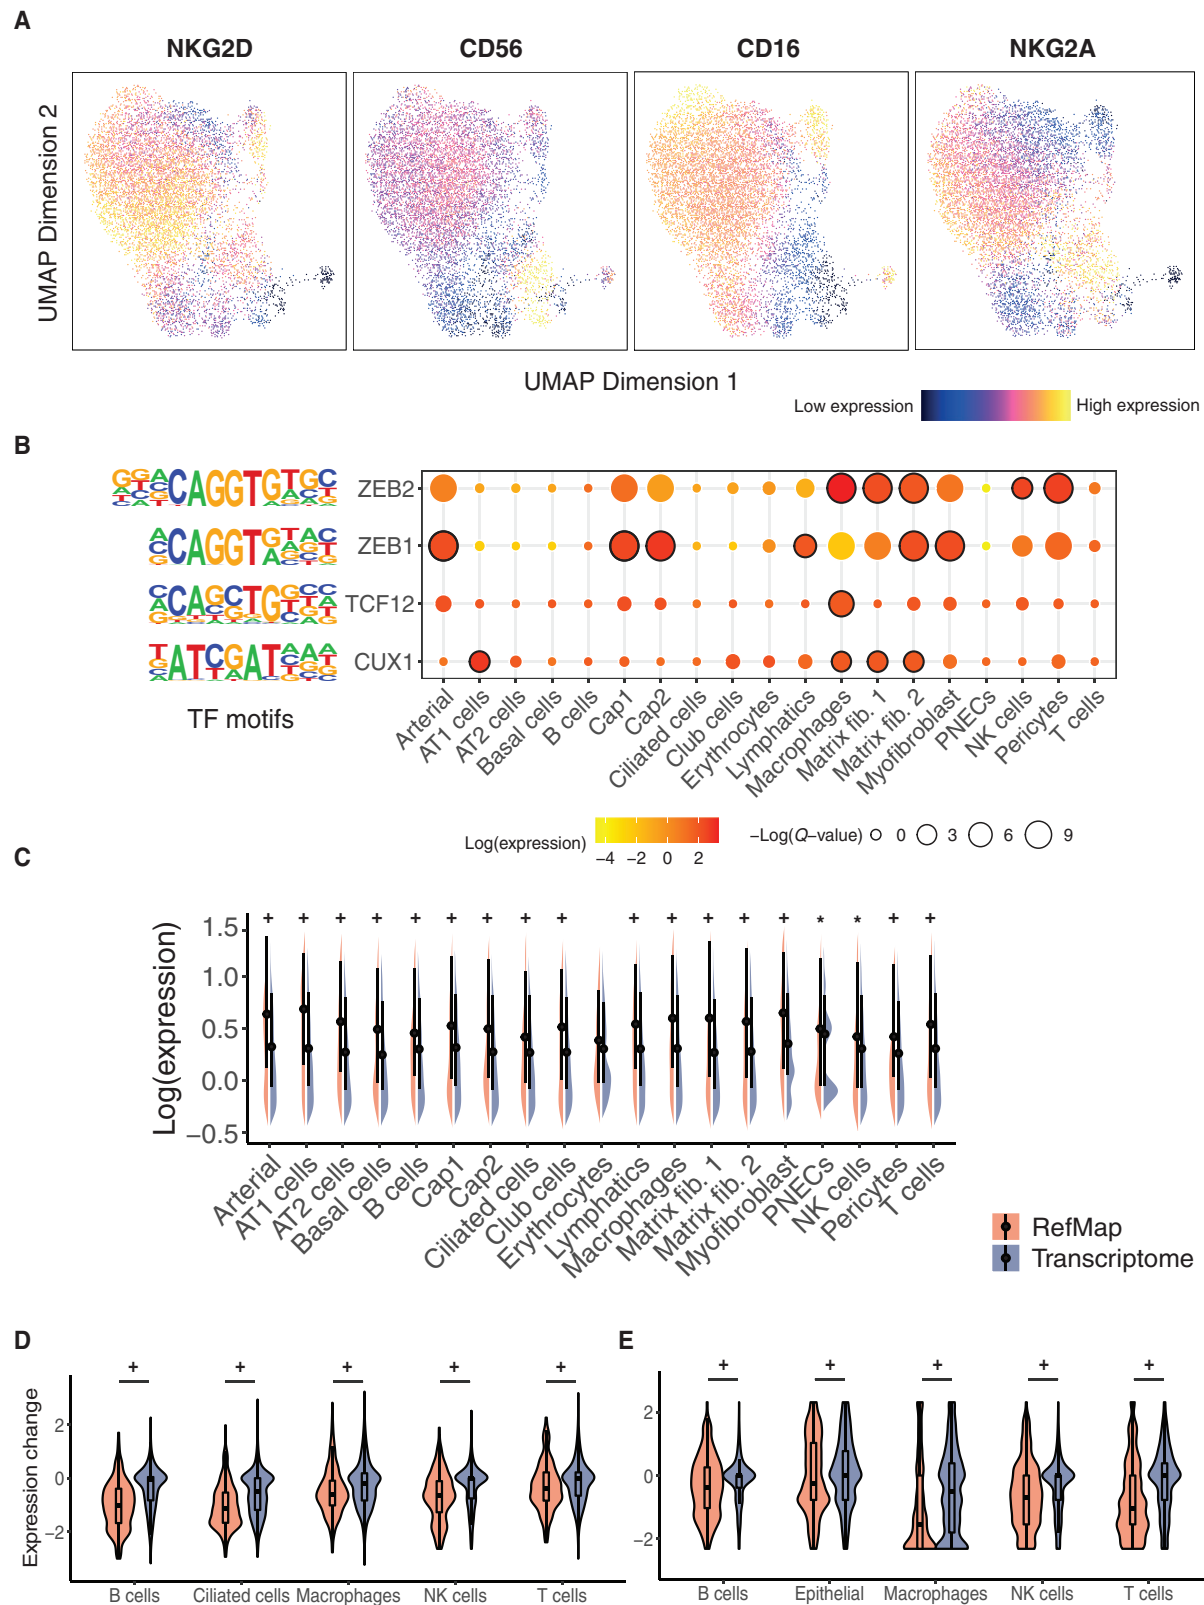 A
NKG2D CD56 CD16 NKG2A
UMAP Dimension 2
UMAP Dimension 1
Low expression High expression
B
ZEB2
ZEB1
TCF12
CUX1
TF motifs
Arterial AT1 cells AT2 cells Basal cells B cells Cap1 Cap2 Ciliated cells Club cells Erythrocytes Lymphatics Macrophages Matrix fib. 1 Matrix fib. 2 Myofibroblast PNECs NK cells Pericytes T cells
Log(expression) −4 −2 0 2 −Log(Q−value) 0 3 6 9
C
+ + + + + + + + + + + + + + * * + +
Log(expression)
1.5
1.0
0.5
0.0
−0.5
Arterial AT1 cells AT2 cells Basal cells B cells Cap1 Cap2 Ciliated cells Club cells Erythrocytes Lymphatics Macrophages Matrix fib. 1 Matrix fib. 2 Myofibroblast PNECs NK cells Pericytes T cells
RefMap
Transcriptome
D
+ + + + +
Expression change
2
0
−2
B cells Ciliated cells Macrophages NK cells T cells
E
+ + + + +
2
0
−2
B cells Epithelial Macrophages NK cells T cells